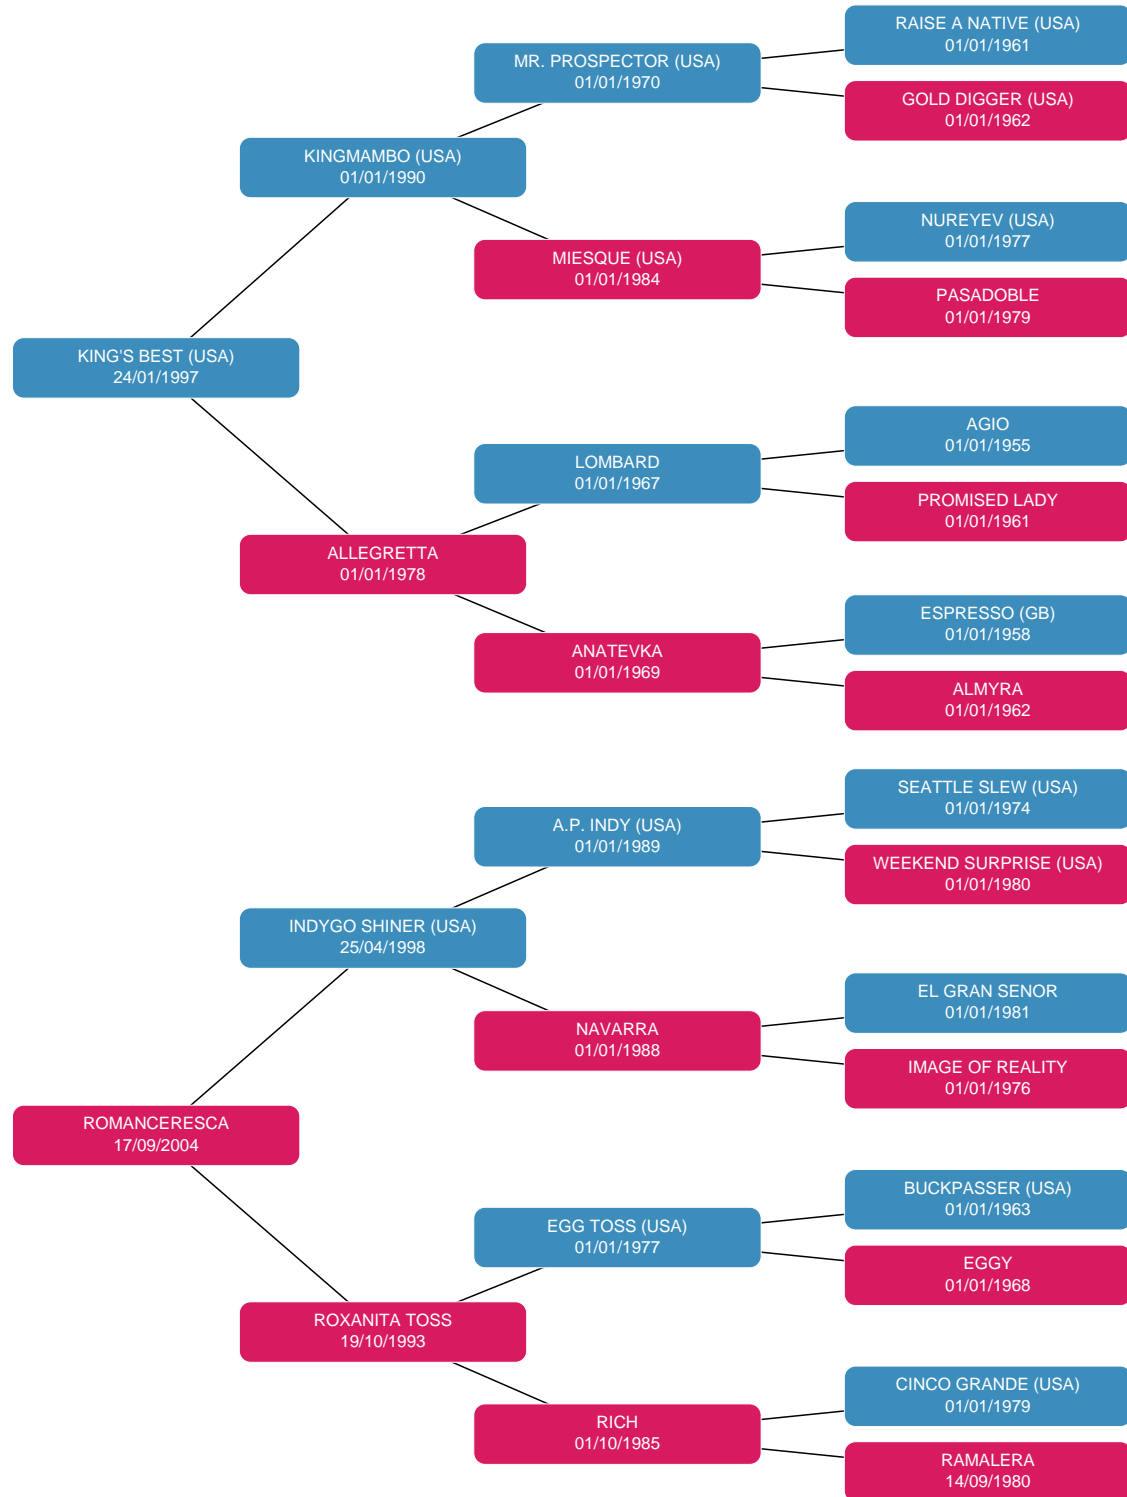 RAISE A NATIVE (USA)
01/01/1961
MR. PROSPECTOR (USA)
01/01/1970
GOLD DIGGER (USA)
01/01/1962
KINGMAMBO (USA)
01/01/1990
NUREYEV (USA)
01/01/1977
MIESQUE (USA)
01/01/1984
PASADOBLE
01/01/1979
KING'S BEST (USA)
24/01/1997
AGIO
01/01/1955
LOMBARD
01/01/1967
PROMISED LADY
01/01/1961
ALLEGRETTA
01/01/1978
ESPRESSO (GB)
01/01/1958
ANATEVKA
01/01/1969
ALMYRA
01/01/1962
SEATTLE SLEW (USA)
01/01/1974
A.P. INDY (USA)
01/01/1989
WEEKEND SURPRISE (USA)
01/01/1980
INDYGO SHINER (USA)
25/04/1998
EL GRAN SENOR
01/01/1981
NAVARRA
01/01/1988
IMAGE OF REALITY
01/01/1976
ROMANCERESCA
17/09/2004
BUCKPASSER (USA)
01/01/1963
EGG TOSS (USA)
01/01/1977
EGGY
01/01/1968
ROXANITA TOSS
19/10/1993
CINCO GRANDE (USA)
01/01/1979
RICH
01/10/1985
RAMALERA
14/09/1980